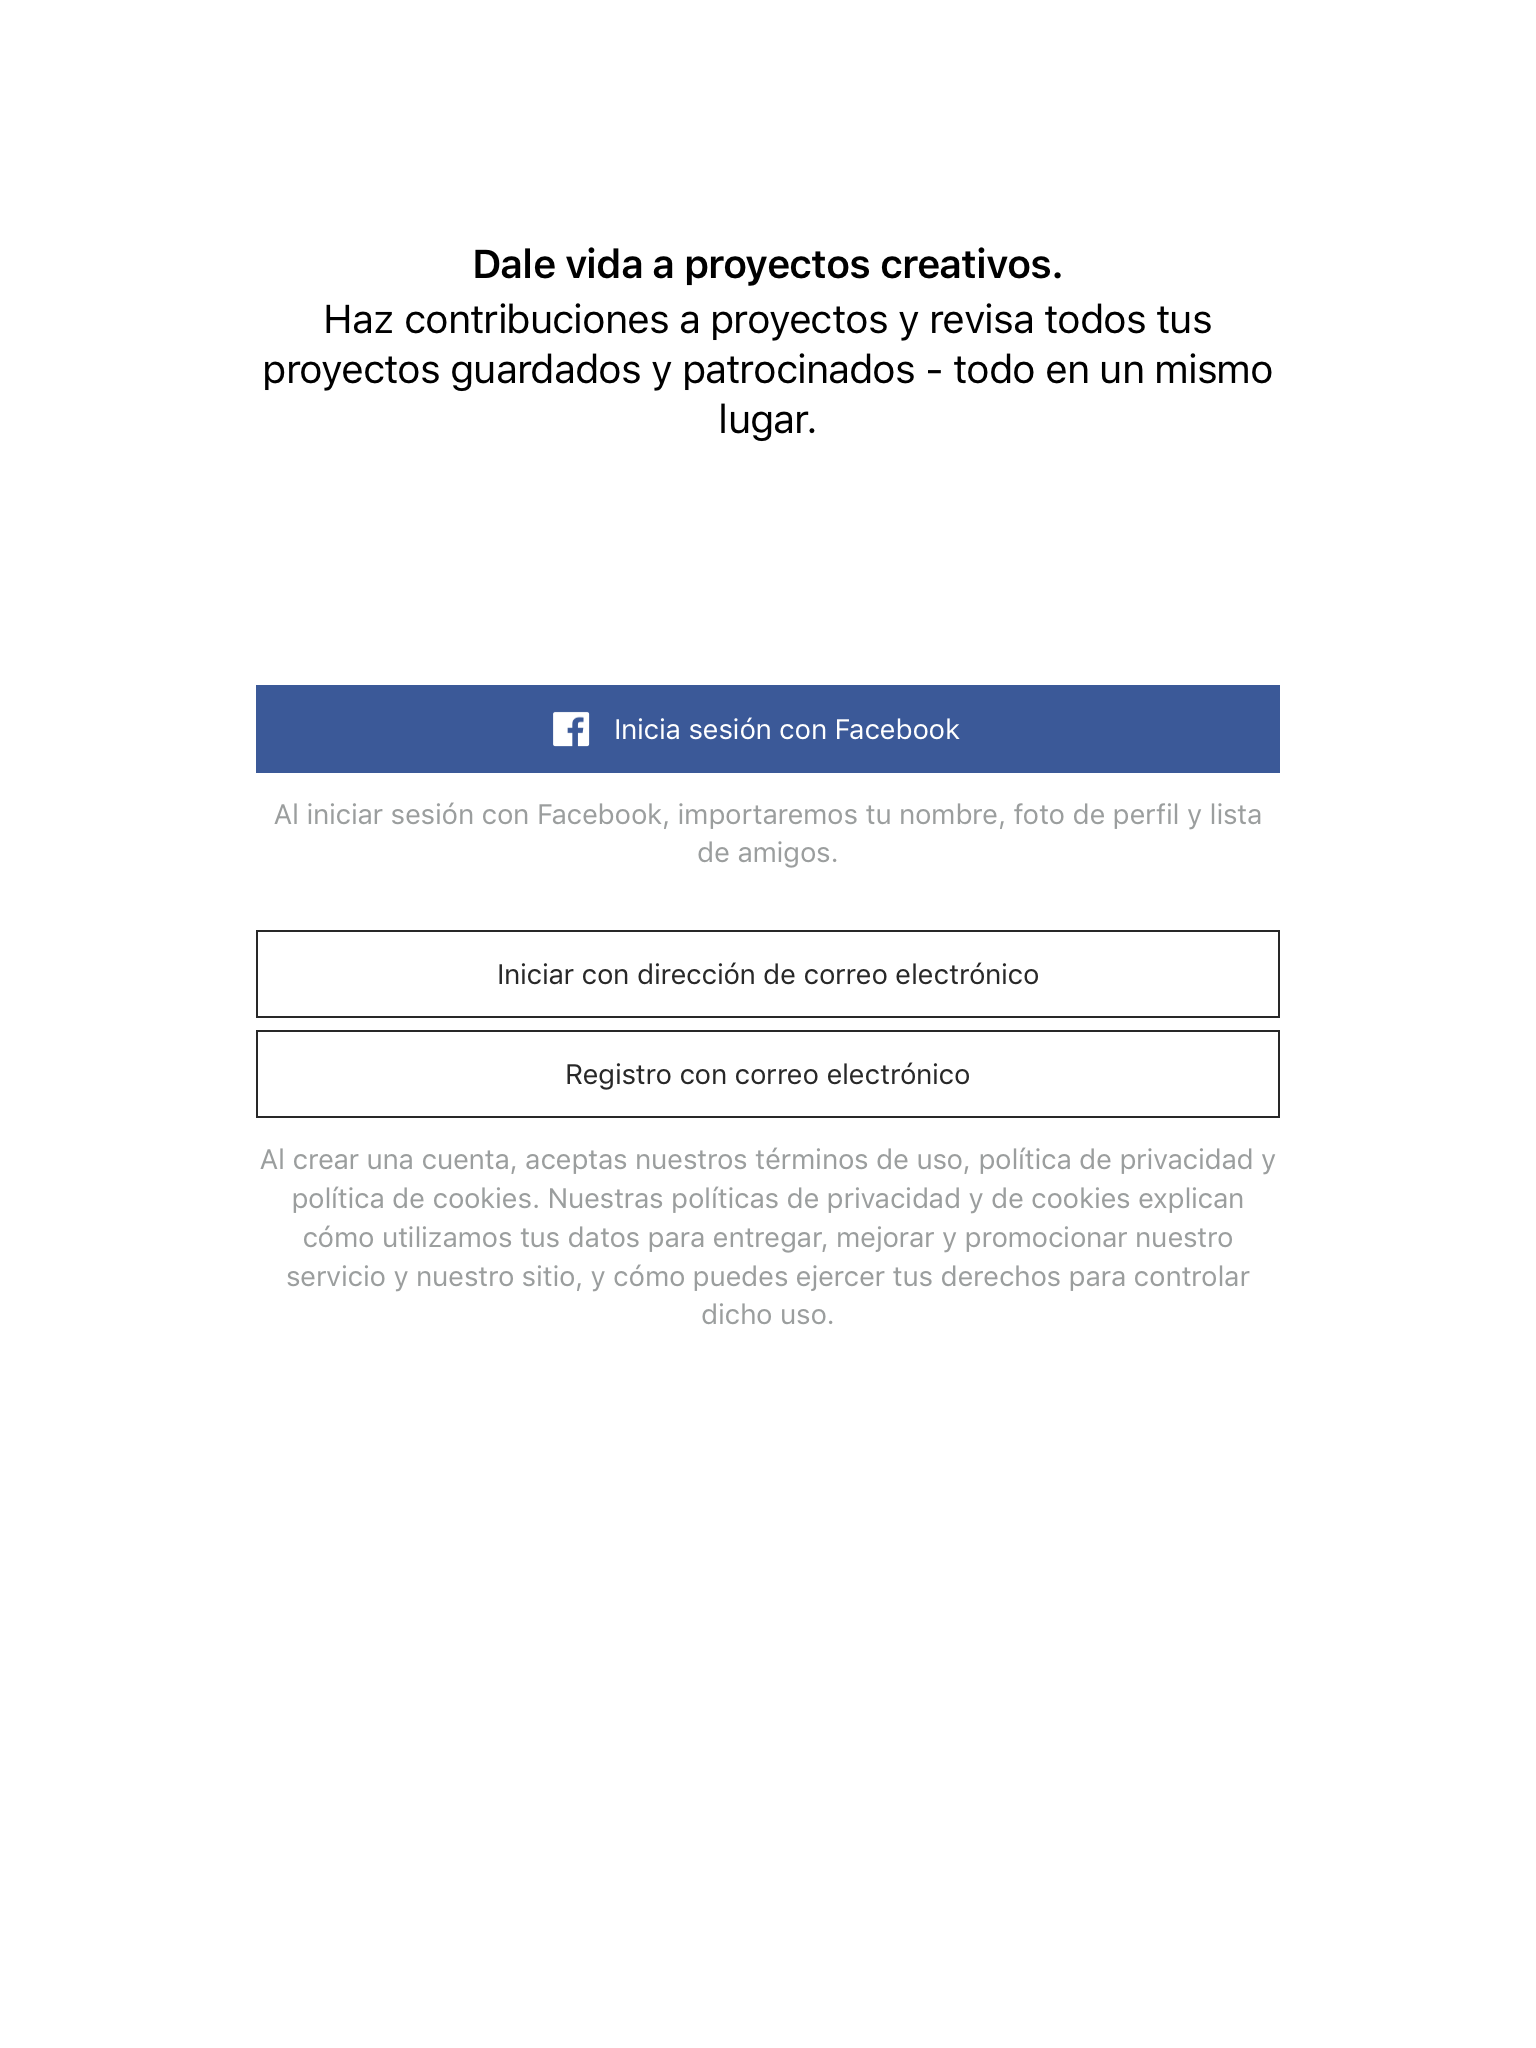 Dale vida a proyectos creativos.
Haz contribuciones a proyectos y revisa todos tus
proyectos guardados y patrocinados - todo en un mismo
lugar.
Inicia sesión con Facebook
Al iniciar sesión con Facebook, importaremos tu nombre, foto de perfil y lista
de amigos.
Iniciar con dirección de correo electrónico
Registro con correo electrónico
Al crear una cuenta, aceptas nuestros términos de uso, política de privacidad y
política de cookies. Nuestras políticas de privacidad y de cookies explican
cómo utilizamos tus datos para entregar, mejorar y promocionar nuestro
servicio y nuestro sitio, y cómo puedes ejercer tus derechos para controlar
dicho uso.